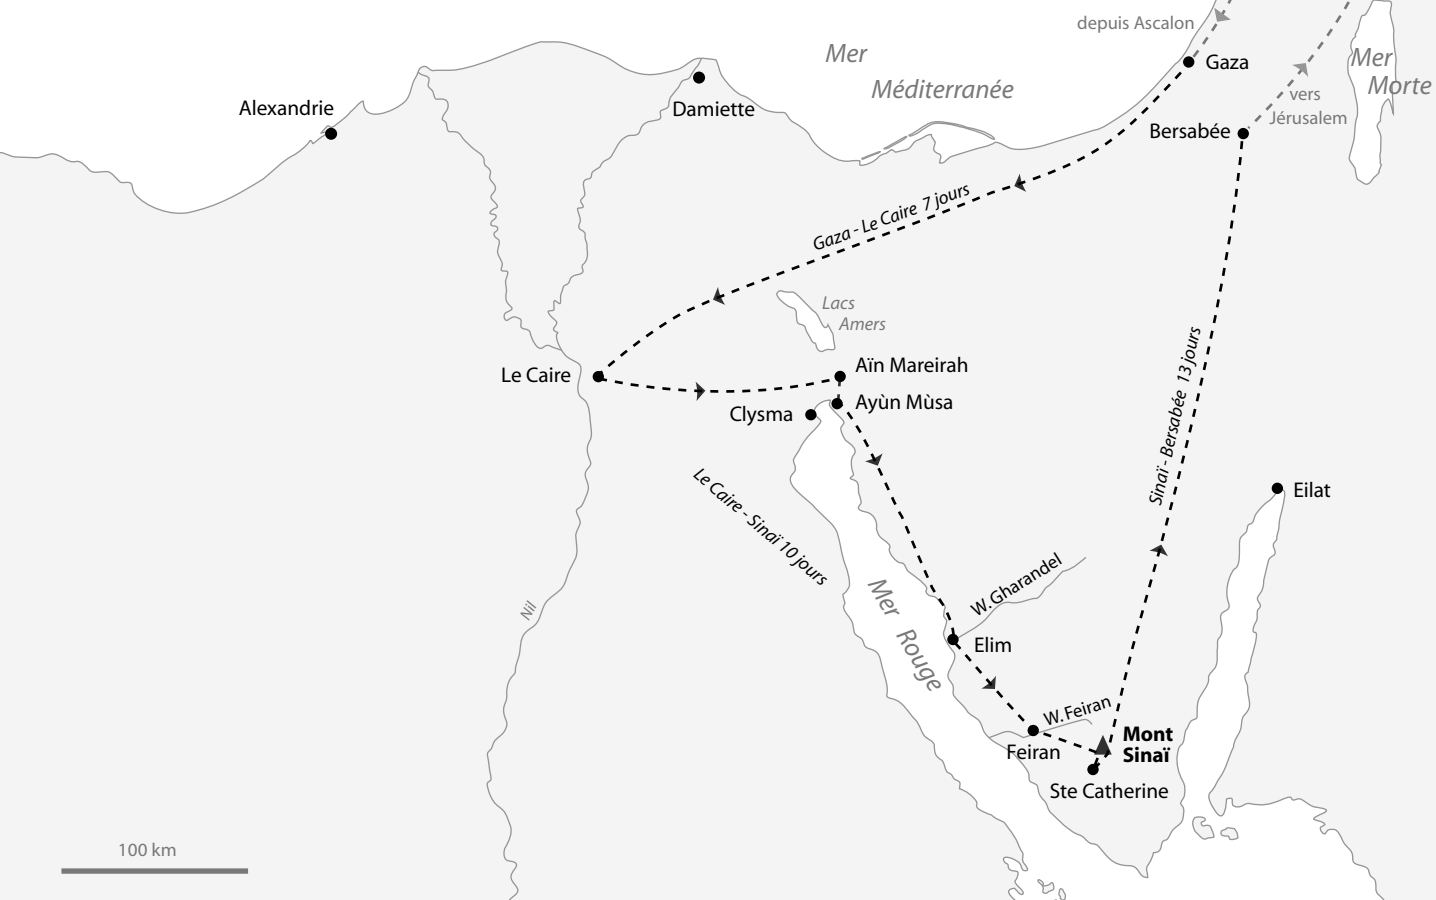 depuis Ascalon
Mer
Méditerranée
Gaza
Mer
Morte
vers
Jérusalem
Alexandrie
Damiette
Bersabée
Gaza - Le Caire 7 jours
Lacs
Amers
Le Caire
Aïn Mareirah
Ayùn Mùsa
Clysma
Sinaï - Bersabée 13 jours
Le Caire - Sinaï 10 jours
Eilat
Nil
Mer Rouge
W. Gharandel
Elim
W. Feiran
Feiran
Mont
Sinaï
Ste Catherine
100 km